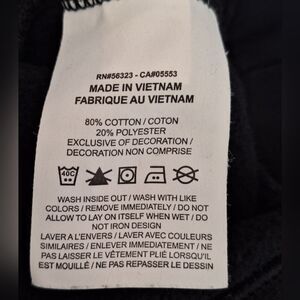 RN#56323 - CA#05553
MADE IN VIETNAM
FABRIQUE AU VIETNAM
80% COTTON / COTON
20% POLYESTER
EXCLUSIVE OF DECORATION /
DECORATION NON COMPRISE
40C
WASH INSIDE OUT / WASH WITH LIKE
COLORS / REMOVE IMMEDIATELY / DO NOT
ALLOW TO LAY ON ITSELF WHEN WET / DO
NOT IRON DESIGN
LAVER A L'ENVERS / LAVER AVEC COULEURS
SIMILAIRES / ENLEVER IMMEDIATEMENT / NE
PAS LAISSER LE VÊTEMENT PLIÉ LORSQU'IL
EST MOUILLÉ / NE PAS REPASSER LE DESSIN